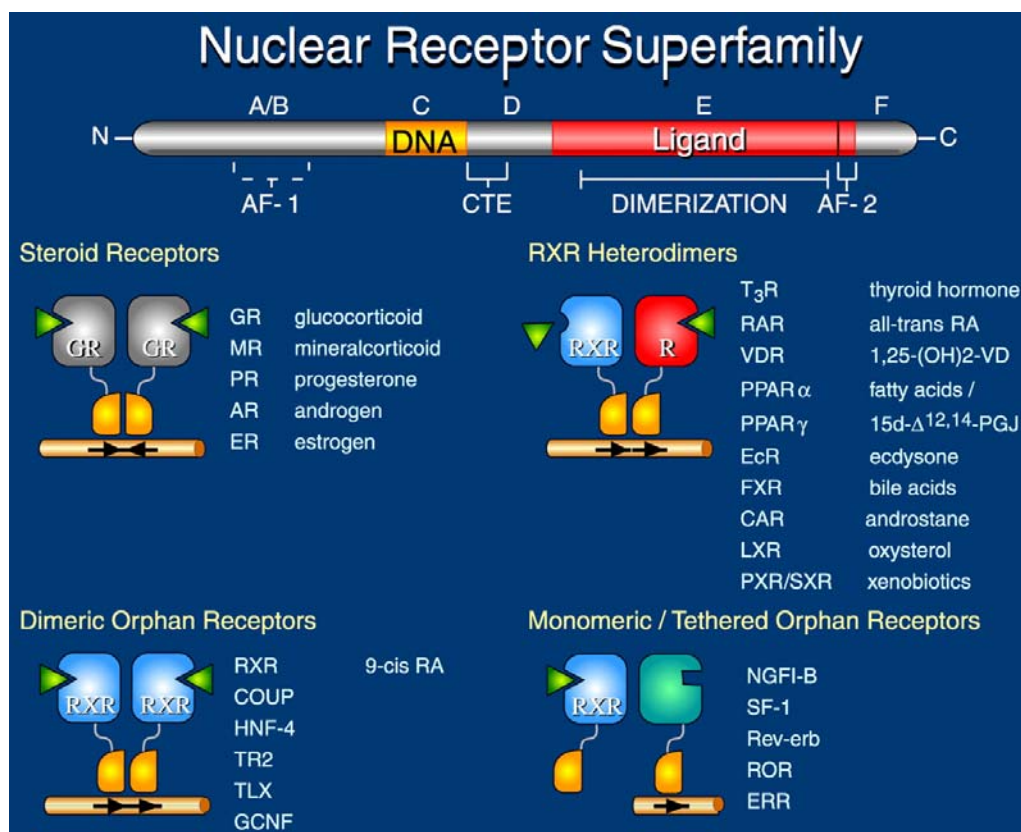 Nuclear Receptor Superfamily
A/B C D E F
N DNA Ligand C
AF-1 CTE DIMERIZATION AF-2
Steroid Receptors
GR GR
GR glucocorticoid
MR mineralcorticoid
PR progesterone
AR androgen
ER estrogen
RXR Heterodimers
RXR R
T3R thyroid hormone
RAR all-trans RA
VDR 1,25-(OH)2-VD
PPARα fatty acids /
PPARγ 15d-Δ12,14-PGJ
EcR ecdysone
FXR bile acids
CAR androstane
LXR oxysterol
PXR/SXR xenobiotics
Dimeric Orphan Receptors
RXR RXR
RXR 9-cis RA
COUP
HNF-4
TR2
TLX
GCNF
Monomeric / Tethered Orphan Receptors
RXR
NGFI-B
SF-1
Rev-erb
ROR
ERR